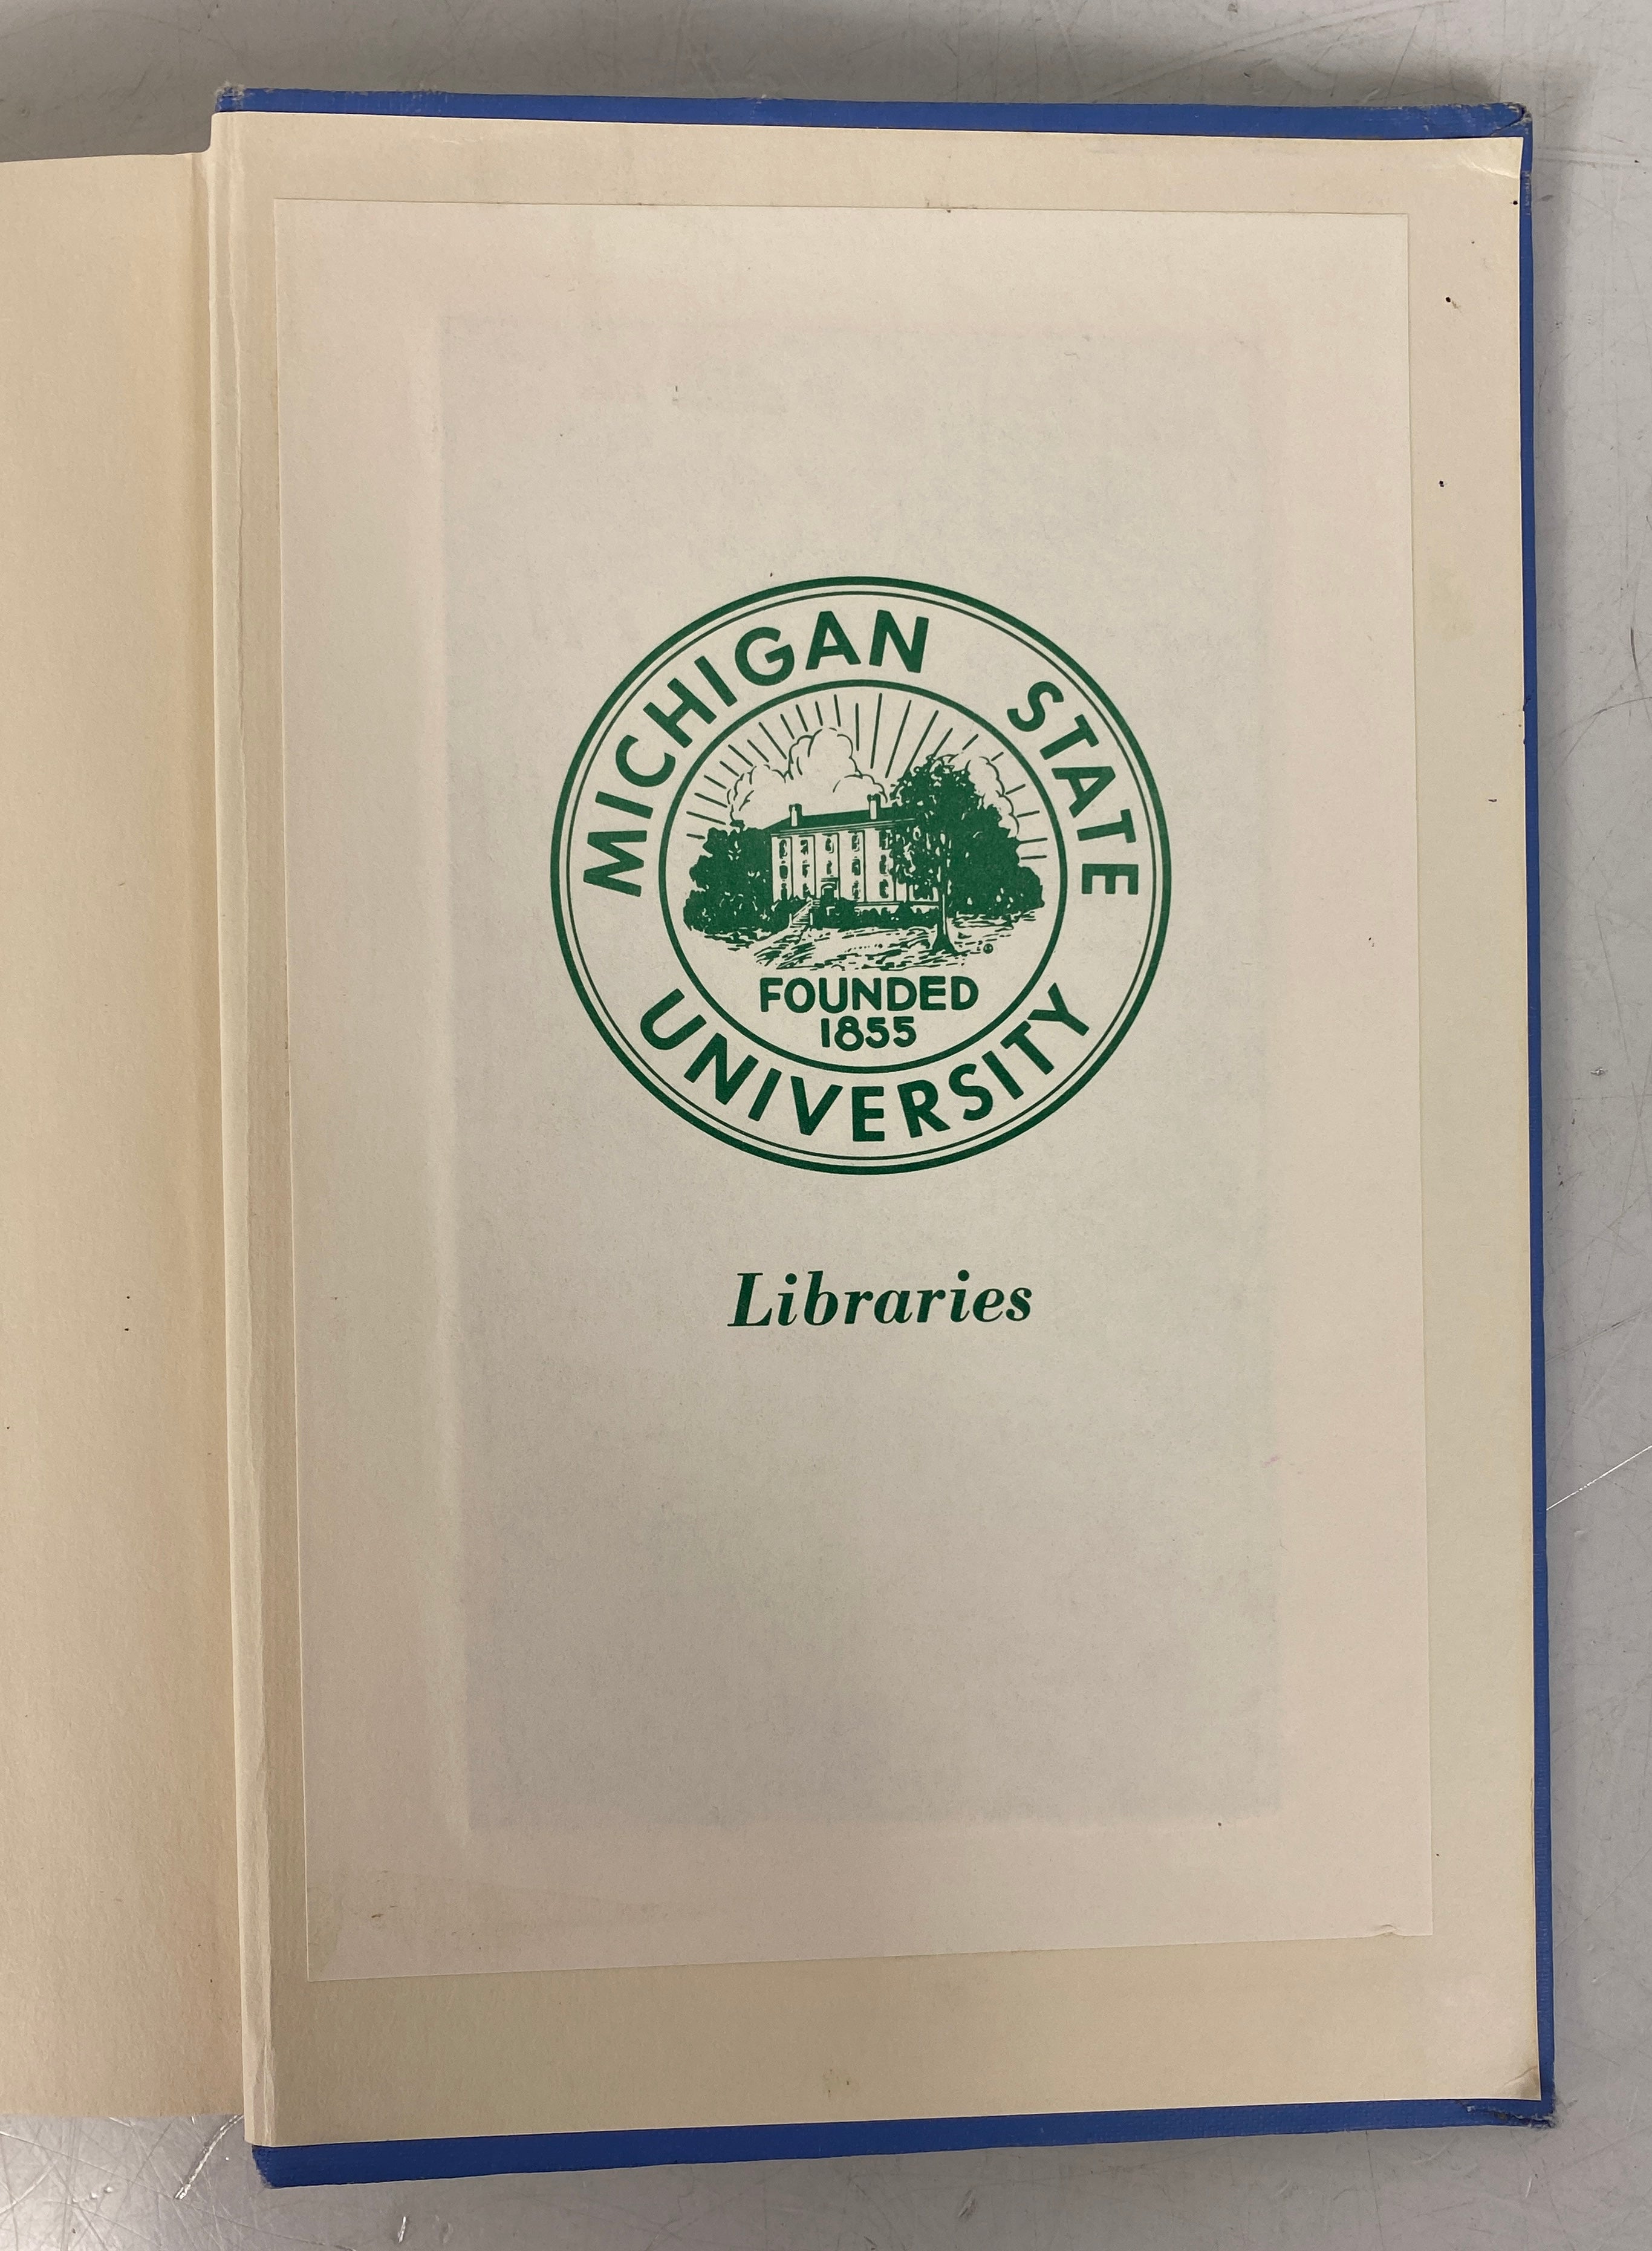 MICHIGAN STATE
UNIVERSITY
FOUNDED
1855
Libraries